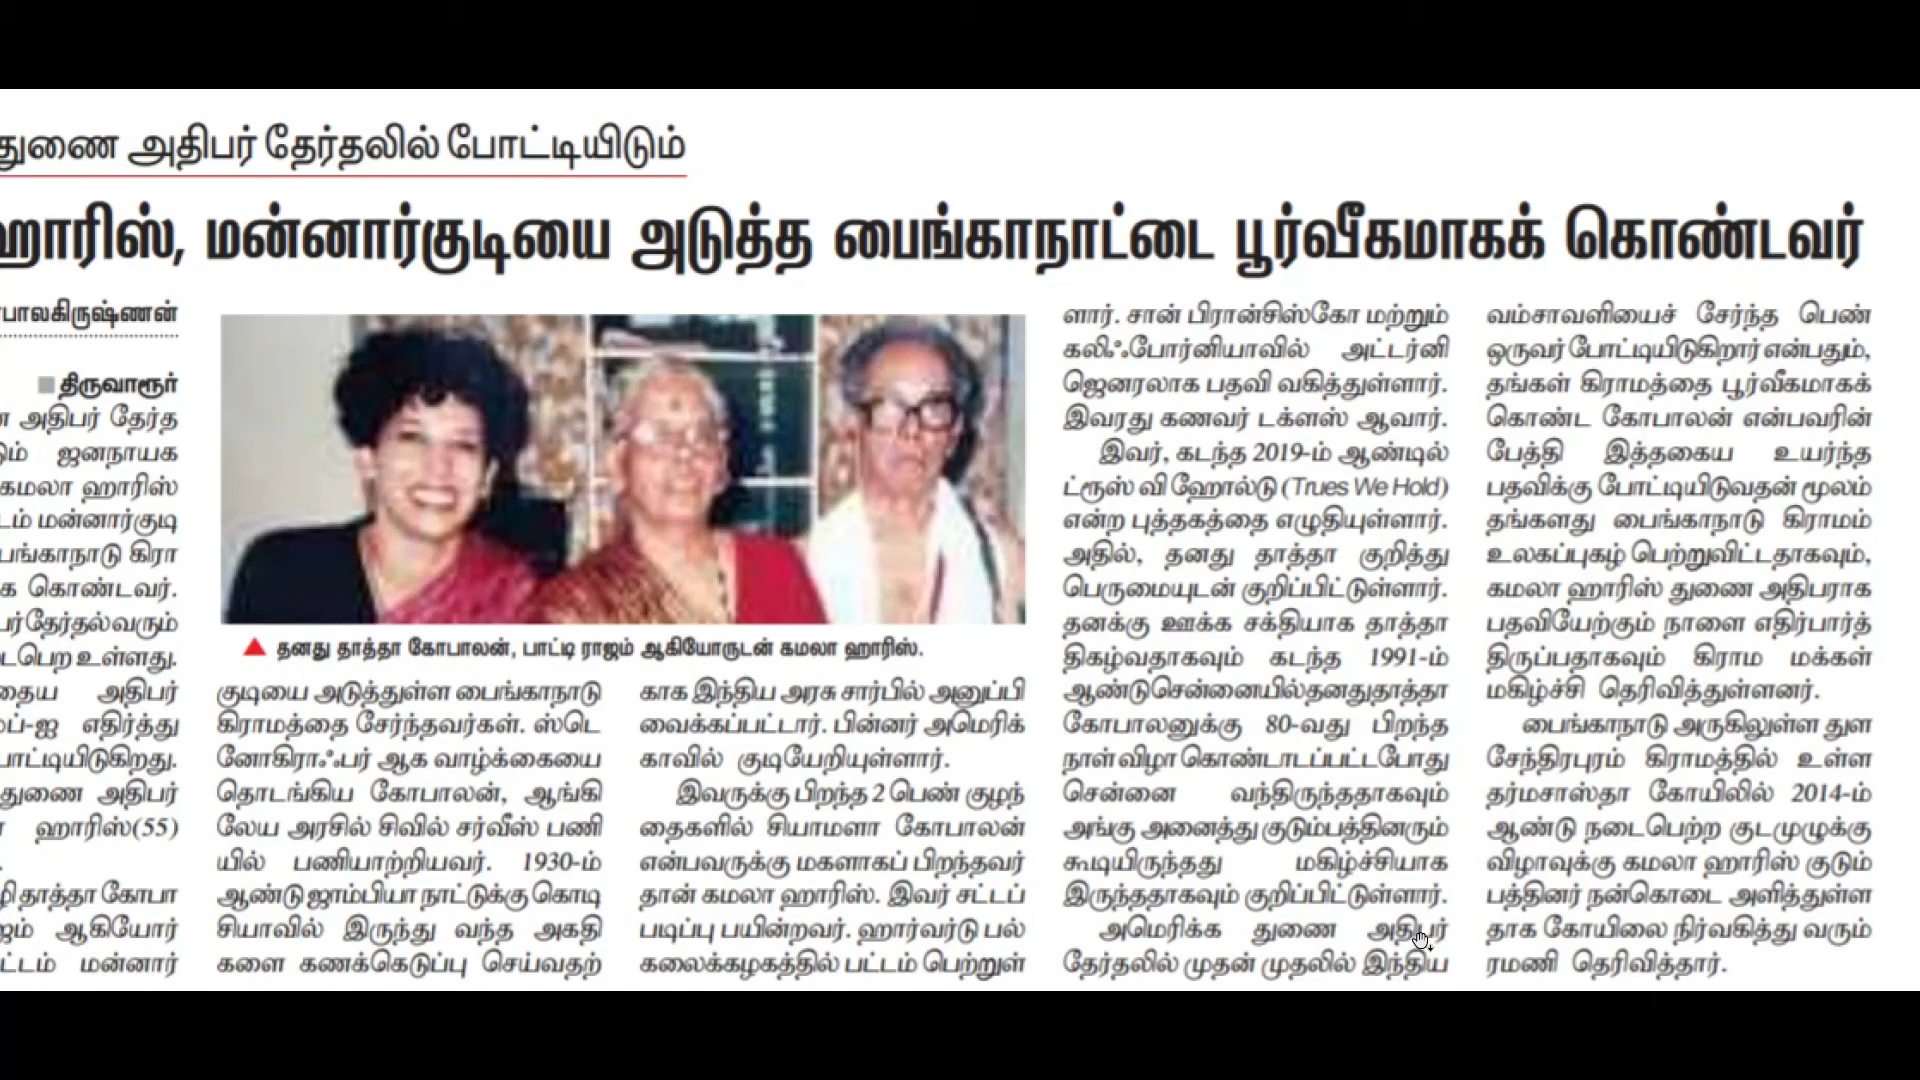 துணை அதிபர் தேர்தலில் போட்டியிடும்
ஹாரிஸ், மன்னார்குடியை அடுத்த பைங்காநாட்டை பூர்வீகமாகக் கொண்டவர்
பாலகிருஷ்ணன்
திருவாரூர்
அதிபர் தேர்த
டும் ஜனநாயக
கமலா ஹாரிஸ்
டம் மன்னார்குடி
பைங்காநாடு கிரா
க கொண்டவர்.
பர் தேர்தல் வரும்
டைபெற உள்ளது.
தைய அதிபர்
ப்-ஐ எதிர்த்து
பாட்டியிடுகிறது.
துணை அதிபர்
ஹாரிஸ்(55)
ழி தாத்தா கோபா
ஜம் ஆகியோர்
ட்டம் மன்னார்
▲ தனது தாத்தா கோபாலன், பாட்டி ராஜம் ஆகியோருடன் கமலா ஹாரிஸ்.
குடியை அடுத்துள்ள பைங்காநாடு
கிராமத்தை சேர்ந்தவர்கள். ஸ்டெ
னோகிராஃபர் ஆக வாழ்க்கையை
தொடங்கிய கோபாலன், ஆங்கி
லேய அரசில் சிவில் சர்வீஸ் பணி
யில் பணியாற்றியவர். 1930-ம்
ஆண்டு ஜாம்பியா நாட்டுக்கு கொடி
சியாவில் இருந்து வந்த அகதி
களை கணக்கெடுப்பு செய்வதற்
காக இந்திய அரசு சார்பில் அனுப்பி
வைக்கப்பட்டார். பின்னர் அமெரிக்
காவில் குடியேறியுள்ளார்.
இவருக்கு பிறந்த 2 பெண் குழந்
தைகளில் சியாமளா கோபாலன்
என்பவருக்கு மகளாகப் பிறந்தவர்
தான் கமலா ஹாரிஸ். இவர் சட்டப்
படிப்பு பயின்றவர். ஹார்வர்டு பல்
கலைக்கழகத்தில் பட்டம் பெற்றுள்
ளார். சான் பிரான்சிஸ்கோ மற்றும்
கலிஃபோர்னியாவில் அட்டர்னி
ஜெனரலாக பதவி வகித்துள்ளார்.
இவரது கணவர் டக்ளஸ் ஆவார்.
இவர், கடந்த 2019-ம் ஆண்டில்
ட்ரூஸ் வி ஹோல்டு (Trues We Hold)
என்ற புத்தகத்தை எழுதியுள்ளார்.
அதில், தனது தாத்தா குறித்து
பெருமையுடன் குறிப்பிட்டுள்ளார்.
தனக்கு ஊக்க சக்தியாக தாத்தா
திகழ்வதாகவும் கடந்த 1991-ம்
ஆண்டு சென்னையில் தனது தாத்தா
கோபாலனுக்கு 80-வது பிறந்த
நாள் விழா கொண்டாடப்பட்டபோது
சென்னை வந்திருந்ததாகவும்
அங்கு அனைத்து குடும்பத்தினரும்
கூடியிருந்தது மகிழ்ச்சியாக
இருந்ததாகவும் குறிப்பிட்டுள்ளார்.
அமெரிக்க துணை அதிபர்
தேர்தலில் முதன் முதலில் இந்திய
வம்சாவளியைச் சேர்ந்த பெண்
ஒருவர் போட்டியிடுகிறார் என்பதும்,
தங்கள் கிராமத்தை பூர்வீகமாகக்
கொண்ட கோபாலன் என்பவரின்
பேத்தி இத்தகைய உயர்ந்த
பதவிக்கு போட்டியிடுவதன் மூலம்
தங்களது பைங்காநாடு கிராமம்
உலகப்புகழ் பெற்றுவிட்டதாகவும்,
கமலா ஹாரிஸ் துணை அதிபராக
பதவியேற்கும் நாளை எதிர்பார்த்
திருப்பதாகவும் கிராம மக்கள்
மகிழ்ச்சி தெரிவித்துள்ளனர்.
பைங்காநாடு அருகிலுள்ள துள
சேந்திரபுரம் கிராமத்தில் உள்ள
தர்மசாஸ்தா கோயிலில் 2014-ம்
ஆண்டு நடைபெற்ற குடமுழுக்கு
விழாவுக்கு கமலா ஹாரிஸ் குடும்
பத்தினர் நன்கொடை அளித்துள்ள
தாக கோயிலை நிர்வகித்து வரும்
ரமணி தெரிவித்தார்.